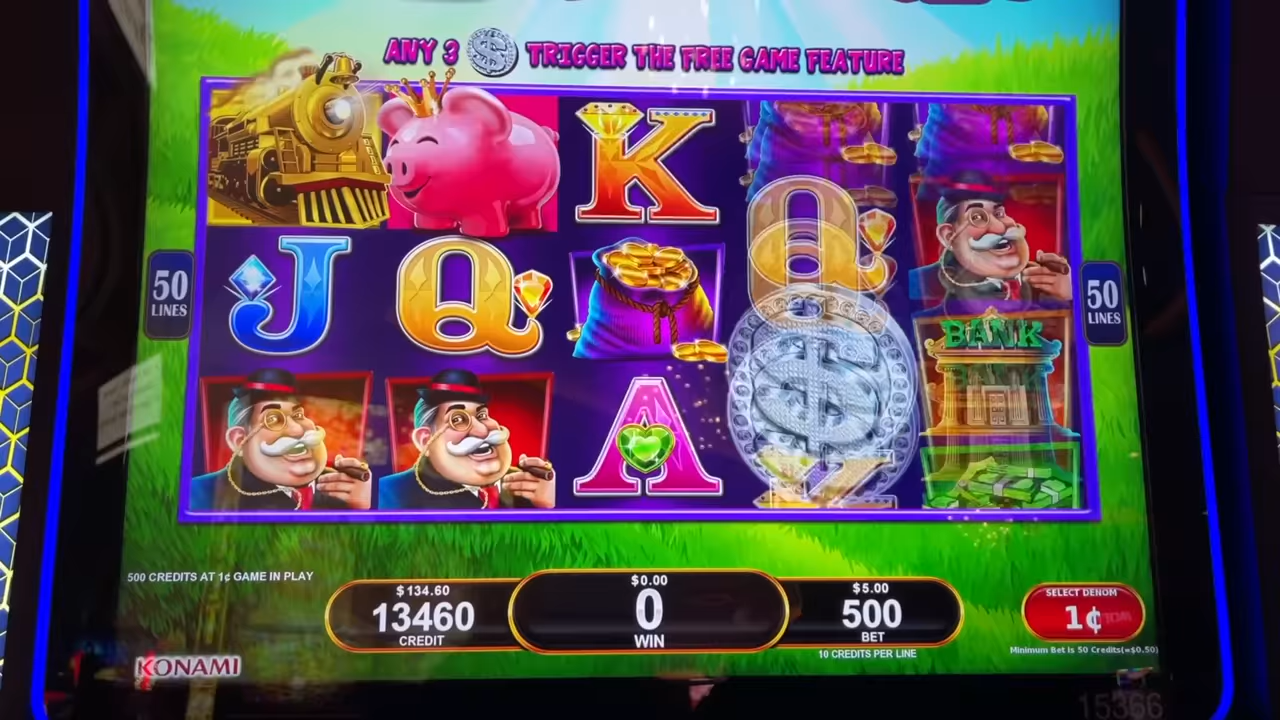 ANY 3 $ TRIGGER THE FREE GAME FEATURE
K
Q
J
Q
$
BANK
A
50
LINES
50
LINES
500 CREDITS AT 1¢ GAME IN PLAY
$134.60
13460
CREDIT
$0.00
0
WIN
$5.00
500
BET
10 CREDITS PER LINE
SELECT DENOM
1¢
Minimum Bet is 50 Credits(=$0.50)
KONAMI
15366